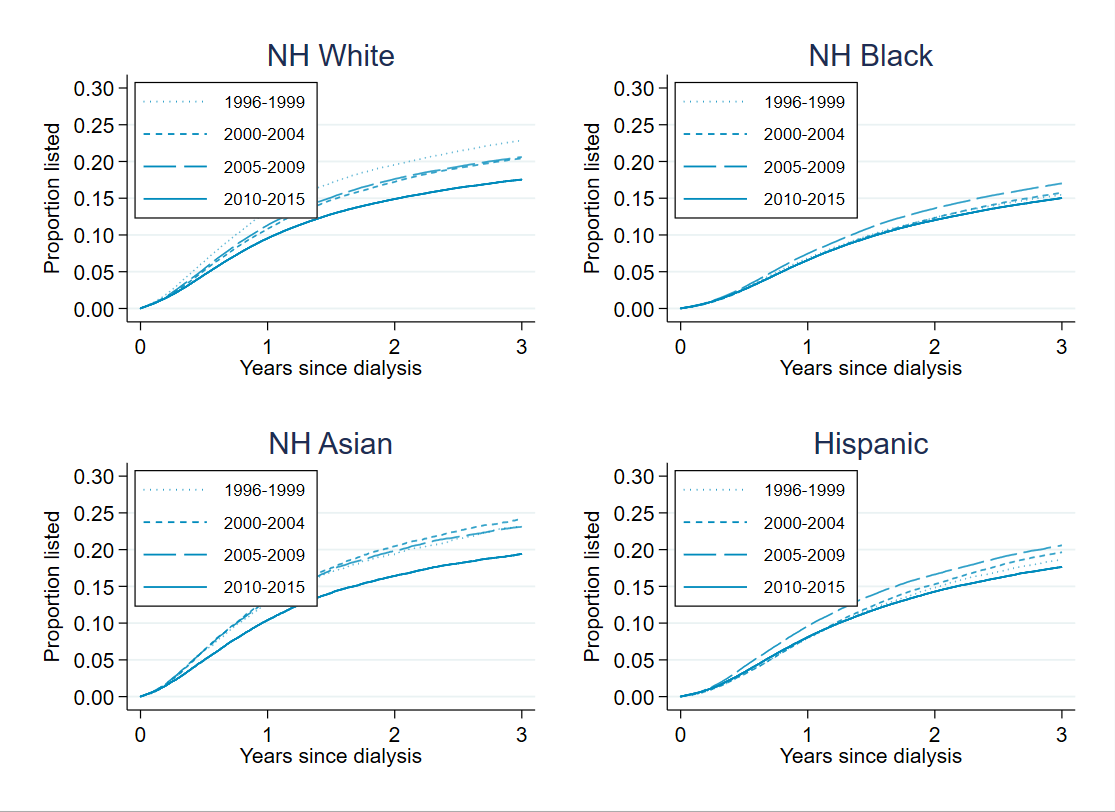 NH White
Proportion listed
0.30
0.25
0.20
0.15
0.10
0.05
0.00
1996-1999
2000-2004
2005-2009
2010-2015
0 1 2 3
Years since dialysis
NH Black
Proportion listed
0.30
0.25
0.20
0.15
0.10
0.05
0.00
1996-1999
2000-2004
2005-2009
2010-2015
0 1 2 3
Years since dialysis
NH Asian
Proportion listed
0.30
0.25
0.20
0.15
0.10
0.05
0.00
1996-1999
2000-2004
2005-2009
2010-2015
0 1 2 3
Years since dialysis
Hispanic
Proportion listed
0.30
0.25
0.20
0.15
0.10
0.05
0.00
1996-1999
2000-2004
2005-2009
2010-2015
0 1 2 3
Years since dialysis